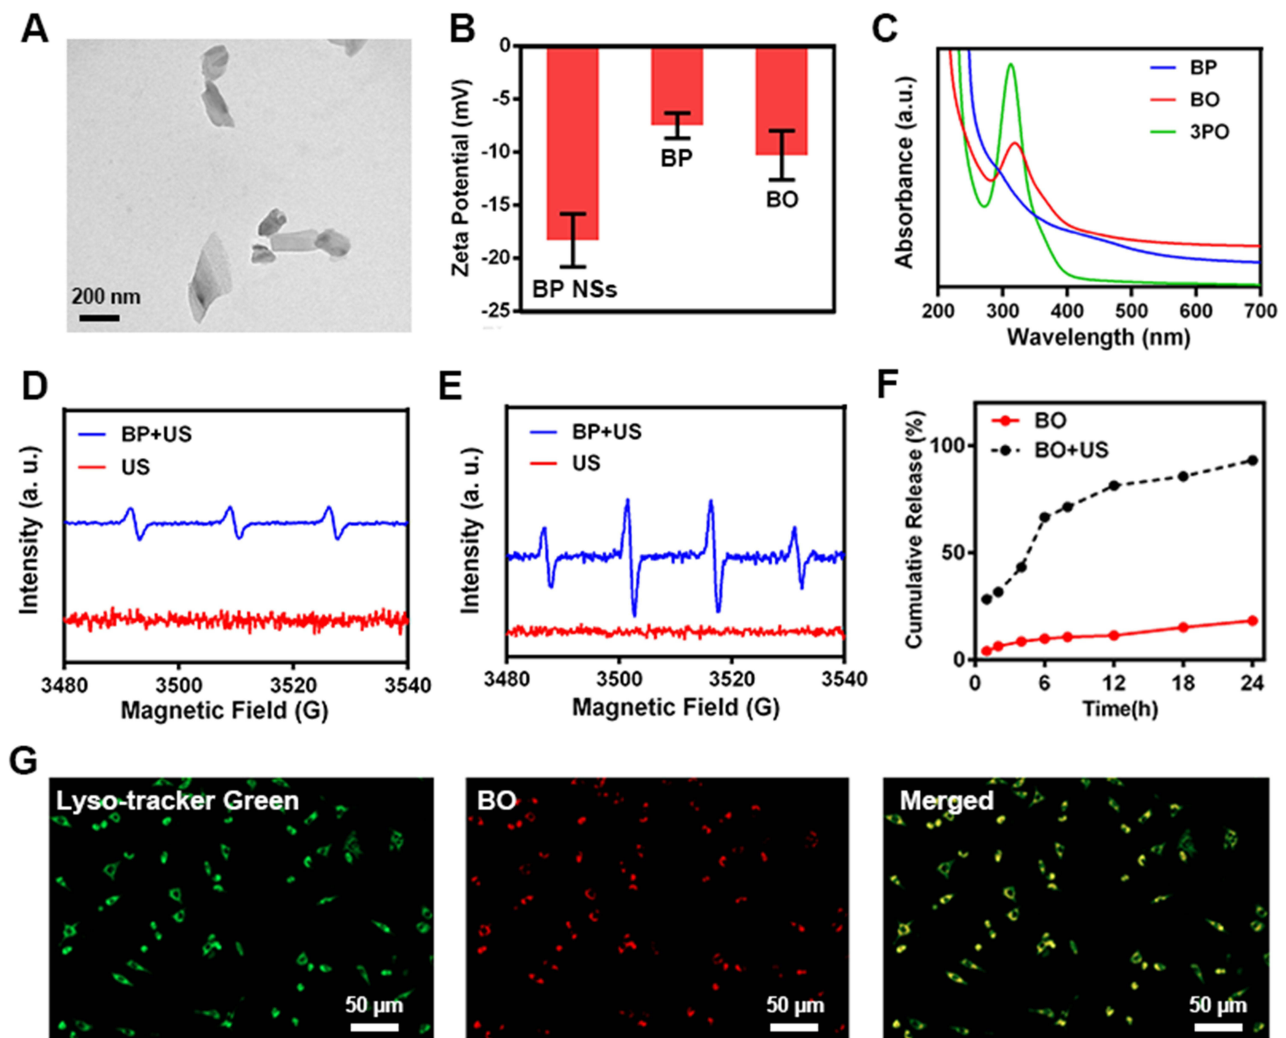 A
200 nm
B
Zeta Potential (mV)
0
-5
-10
-15
-20
-25
BP NSs
BP
BO
C
Absorbance (a.u.)
BP
BO
3PO
200 300 400 500 600 700
Wavelength (nm)
D
Intensity (a. u.)
BP+US
US
3480 3500 3520 3540
Magnetic Field (G)
E
Intensity (a. u.)
BP+US
US
3480 3500 3520 3540
Magnetic Field (G)
F
Cumulative Release (%)
BO
BO+US
100
50
0
0 6 12 18 24
Time(h)
G
Lyso-tracker Green
50 μm
BO
50 μm
Merged
50 μm